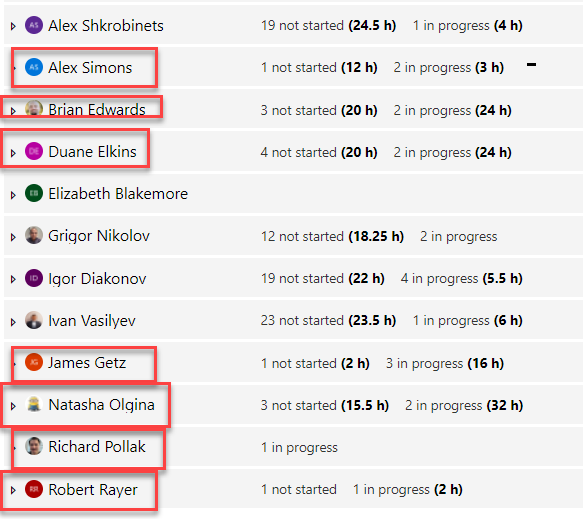 AS Alex Shkrobinets 19 not started (24.5 h) 1 in progress (4 h)
AS Alex Simons 1 not started (12 h) 2 in progress (3 h)
Brian Edwards 3 not started (20 h) 2 in progress (24 h)
DE Duane Elkins 4 not started (20 h) 2 in progress (24 h)
EB Elizabeth Blakemore
Grigor Nikolov 12 not started (18.25 h) 2 in progress
ID Igor Diakonov 19 not started (22 h) 4 in progress (5.5 h)
Ivan Vasilyev 23 not started (23.5 h) 1 in progress (6 h)
JG James Getz 1 not started (2 h) 3 in progress (16 h)
Natasha Olgina 3 not started (15.5 h) 2 in progress (32 h)
Richard Pollak 1 in progress
RR Robert Rayer 1 not started 1 in progress (2 h)